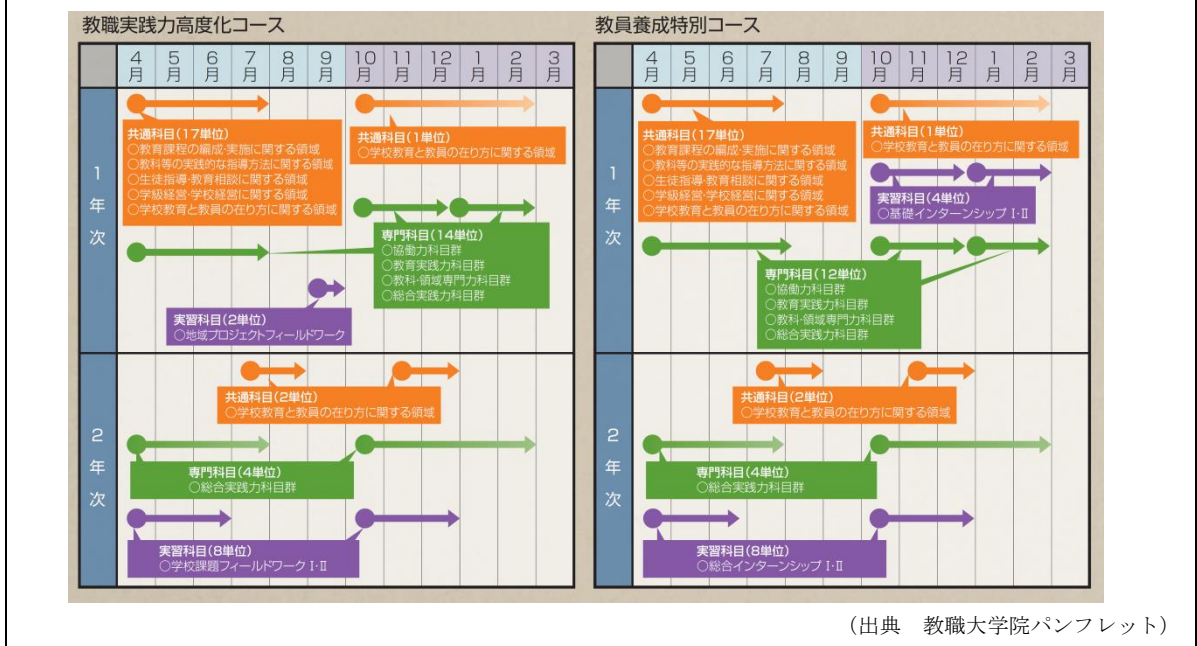 教職実践力高度化コース
4月 5月 6月 7月 8月 9月 10月 11月 12月 1月 2月 3月
1年次
共通科目(17単位)
○教育課程の編成・実施に関する領域
○教科等の実践的な指導方法に関する領域
○生徒指導・教育相談に関する領域
○学級経営・学校経営に関する領域
○学校教育と教員の在り方に関する領域
共通科目(1単位)
○学校教育と教員の在り方に関する領域
専門科目(14単位)
○協働力科目群
○教育実践力科目群
○教科・領域専門力科目群
○総合実践力科目群
実習科目(2単位)
○地域プロジェクトフィールドワーク
2年次
共通科目(2単位)
○学校教育と教員の在り方に関する領域
専門科目(4単位)
○総合実践力科目群
実習科目(8単位)
○学校課題フィールドワーク I・II
教員養成特別コース
4月 5月 6月 7月 8月 9月 10月 11月 12月 1月 2月 3月
1年次
共通科目(17単位)
○教育課程の編成・実施に関する領域
○教科等の実践的な指導方法に関する領域
○生徒指導・教育相談に関する領域
○学級経営・学校経営に関する領域
○学校教育と教員の在り方に関する領域
共通科目(1単位)
○学校教育と教員の在り方に関する領域
実習科目(4単位)
○基礎インターンシップ I・II
専門科目(12単位)
○協働力科目群
○教育実践力科目群
○教科・領域専門力科目群
○総合実践力科目群
2年次
共通科目(2単位)
○学校教育と教員の在り方に関する領域
専門科目(4単位)
○総合実践力科目群
実習科目(8単位)
○総合インターンシップ I・II
（出典　教職大学院パンフレット）